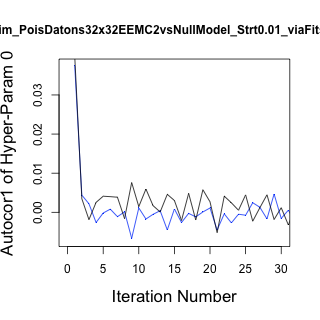 im_PoisDatons32x32EEMC2vsNullModel_Strt0.01_viaFits
Autocor1 of Hyper-Param 0
0.00 0.01 0.02 0.03
0 5 10 15 20 25 30
Iteration Number